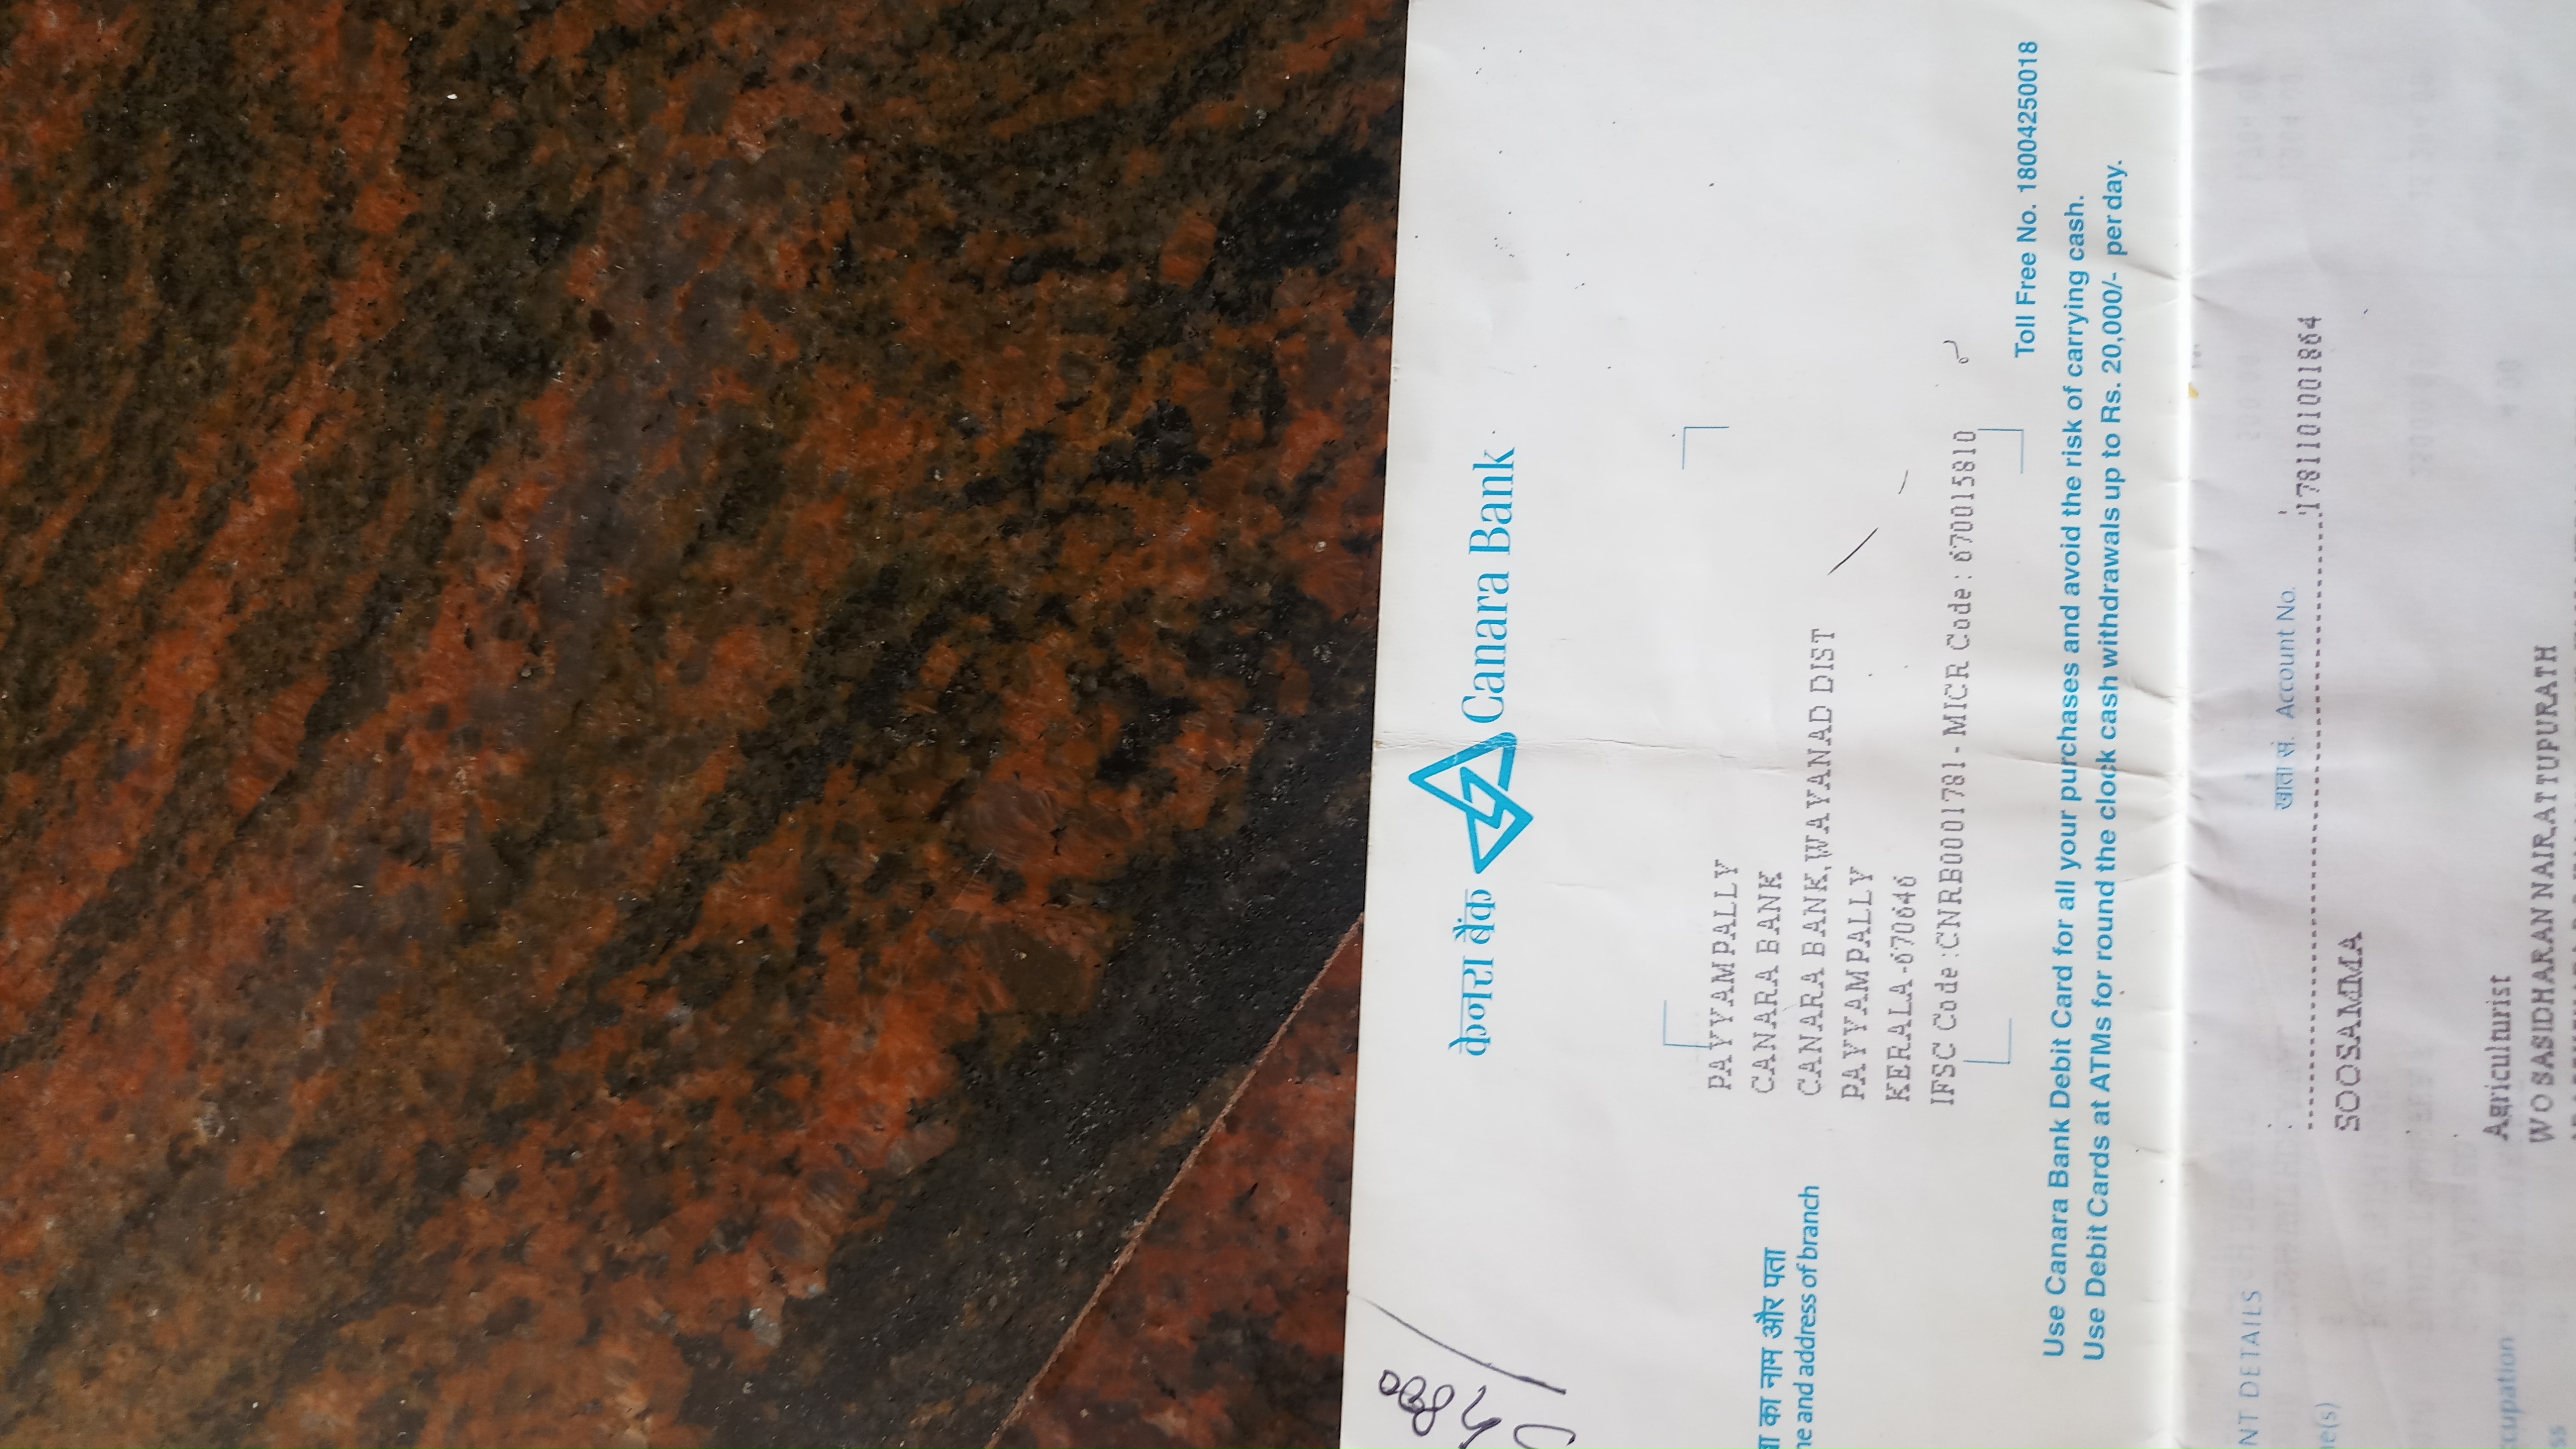 800
केनरा बैंक Canara Bank
PAYYAMPALLY
CANARA BANK
का नाम और पता
and address of branch
CANARA BANK,WAYANAD DIST
PAYYAMPALLY
KERALA-670646
IFSC Code :CNRB0001781- MICR Code : 670015810
Toll Free No. 18004250018
Use Canara Bank Debit Card for all your purchases and avoid the risk of carrying cash.
Use Debit Cards at ATMs for round the clock cash withdrawals up to Rs. 20,000/- per day.
NT DETAILS
: खाता सं. Account No. :1781101001864
e(s)
SOOSAMMA
ccupation
Agriculturist
ss
W O SASIDHARAN NAIR,ATTUPURATH